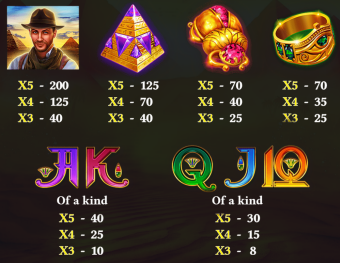 X5 - 200
X4 - 125
X3 - 40
X5 - 125
X4 - 70
X3 - 40
X5 - 70
X4 - 40
X3 - 25
X5 - 70
X4 - 35
X3 - 25
A K
Of a kind
X5 - 40
X4 - 25
X3 - 10
Q J 10
Of a kind
X5 - 30
X4 - 15
X3 - 8